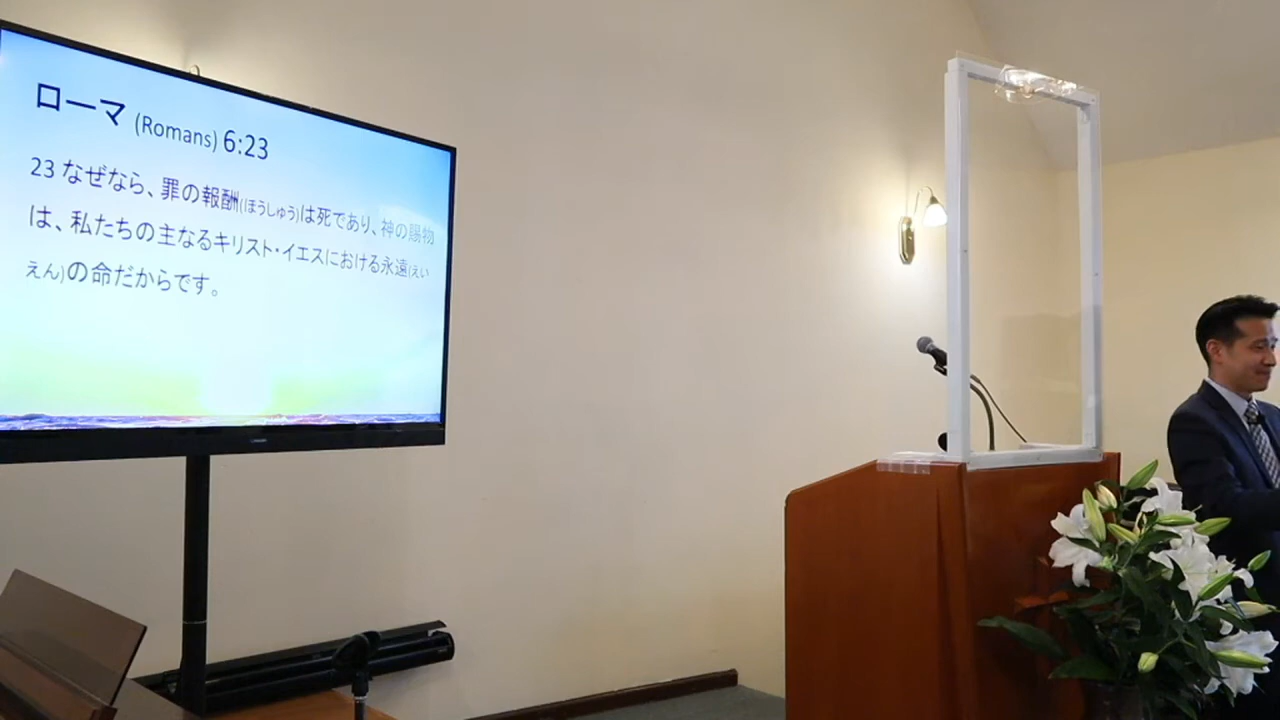 ローマ (Romans) 6:23
23 なぜなら、罪の報酬(ほうしゅう)は死であり、神の賜物
は、私たちの主なるキリスト・イエスにおける永遠(えい
えん)の命だからです。